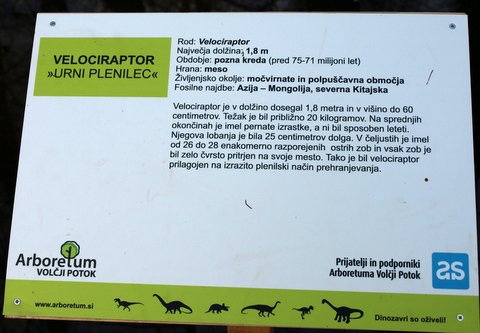 VELOCIRAPTOR
»URNI PLENILEC«
Rod: Velociraptor
Največja dolžina: 1,8 m
Obdobje: pozna kreda (pred 75-71 milijoni let)
Hrana: meso
Življenjsko okolje: močvirnate in polpuščavna območja
Fosilne najdbe: Azija – Mongolija, severna Kitajska
Velociraptor je v dolžino dosegal 1,8 metra in v višino do 60
centimetrov. Težak je bil približno 20 kilogramov. Na sprednjih
okončinah je imel pernate izrastke, a ni bil sposoben leteti.
Njegova lobanja je bila 25 centimetrov dolga. V čeljustih je imel
od 26 do 28 enakomerno razporejenih ostrih zob in vsak zob je
bil zelo čvrsto pritrjen na svoje mesto. Tako je bil velociraptor
prilagojen na izrazito plenilski način prehranjevanja.
Arboretum
VOLČJI POTOK
Prijatelji in podporniki
Arboretuma Volčji Potok
www.arboretum.si
Dinozavri so oživeli!